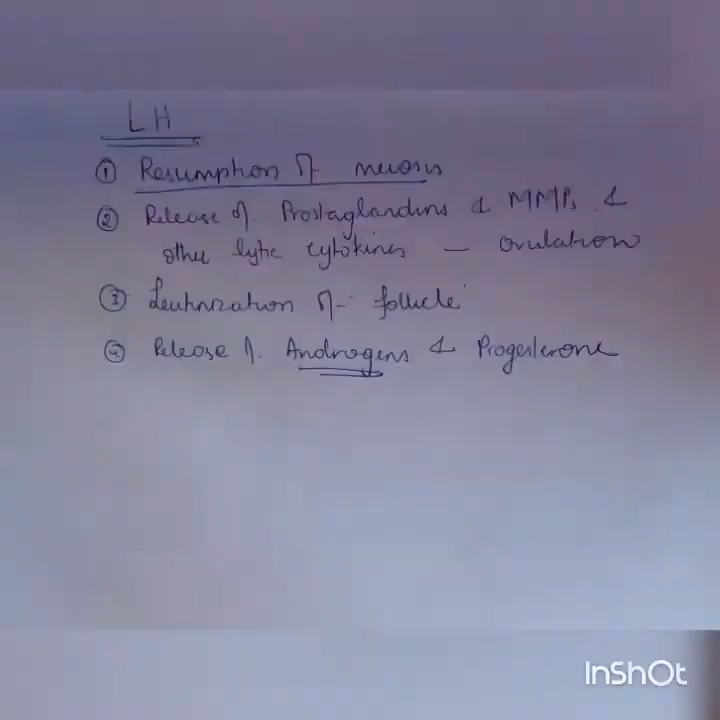 LH
① Resumption of meiosis
② Release of Prostaglandins & MMPs &
other lytic cytokines – ovulation
③ Leutinization of follicle
④ Release of Androgens & Progesterone
InShOt